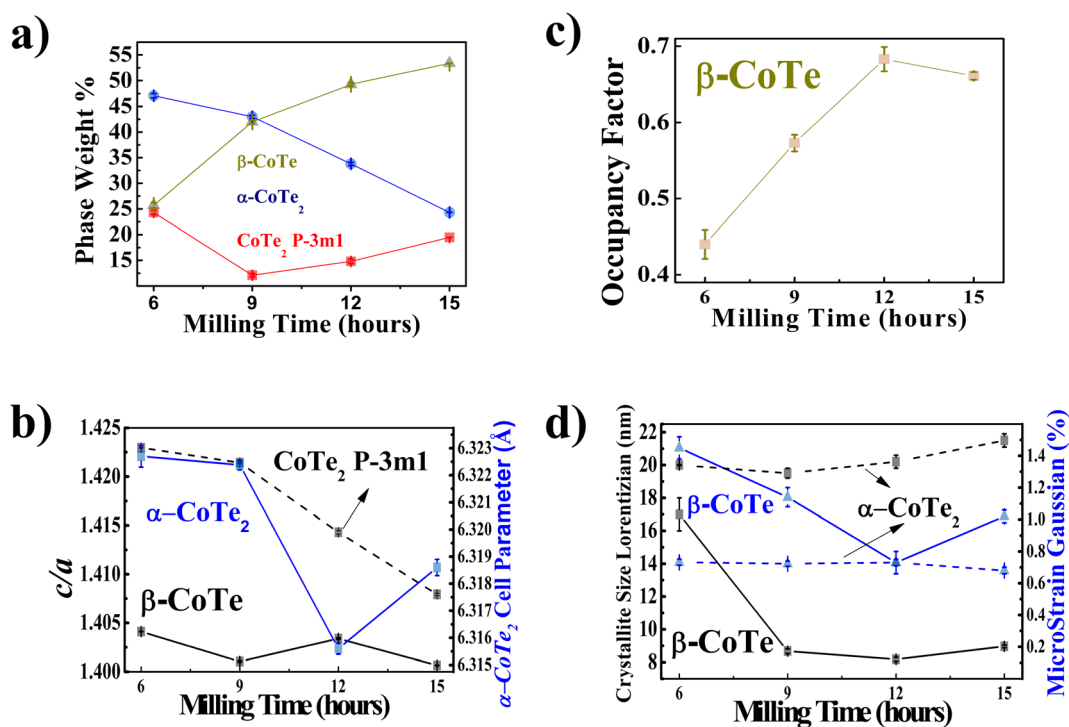 a)
Phase Weight %
55
50
45
40
35
30
25
20
15
β-CoTe
α-CoTe₂
CoTe₂ P-3m1
6 9 12 15
Milling Time (hours)
c)
Occupancy Factor
0.7
0.6
0.5
0.4
β-CoTe
6 9 12 15
Milling Time (hours)
b)
c/a
1.425
1.420
1.415
1.410
1.405
1.400
CoTe₂ P-3m1
α–CoTe₂
β-CoTe
6.323
6.322
6.321
6.320
6.319
6.318
6.317
6.316
6.315
α–CoTe₂ Cell Parameter (Å)
6 9 12 15
Milling Time (hours)
d)
Crystallite Size Lorentizian (nm)
22
20
18
16
14
12
10
8
β-CoTe
α–CoTe₂
β-CoTe
1.4
1.2
1.0
0.8
0.6
0.4
0.2
MicroStrain Gaussian (%)
6 9 12 15
Milling Time (hours)